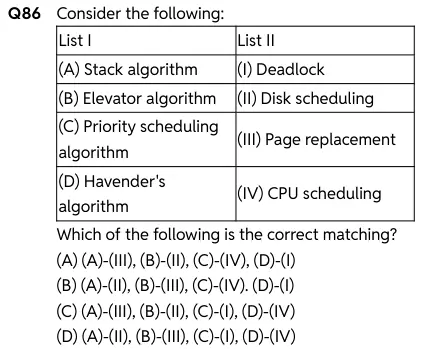 Q86 Consider the following:
List I List II
(A) Stack algorithm (I) Deadlock
(B) Elevator algorithm (II) Disk scheduling
(C) Priority scheduling
algorithm
(III) Page replacement
(D) Havender's
algorithm
(IV) CPU scheduling
Which of the following is the correct matching?
(A) (A)-(III), (B)-(II), (C)-(IV), (D)-(I)
(B) (A)-(II), (B)-(III), (C)-(IV). (D)-(I)
(C) (A)-(III), (B)-(II), (C)-(I), (D)-(IV)
(D) (A)-(II), (B)-(III), (C)-(I), (D)-(IV)